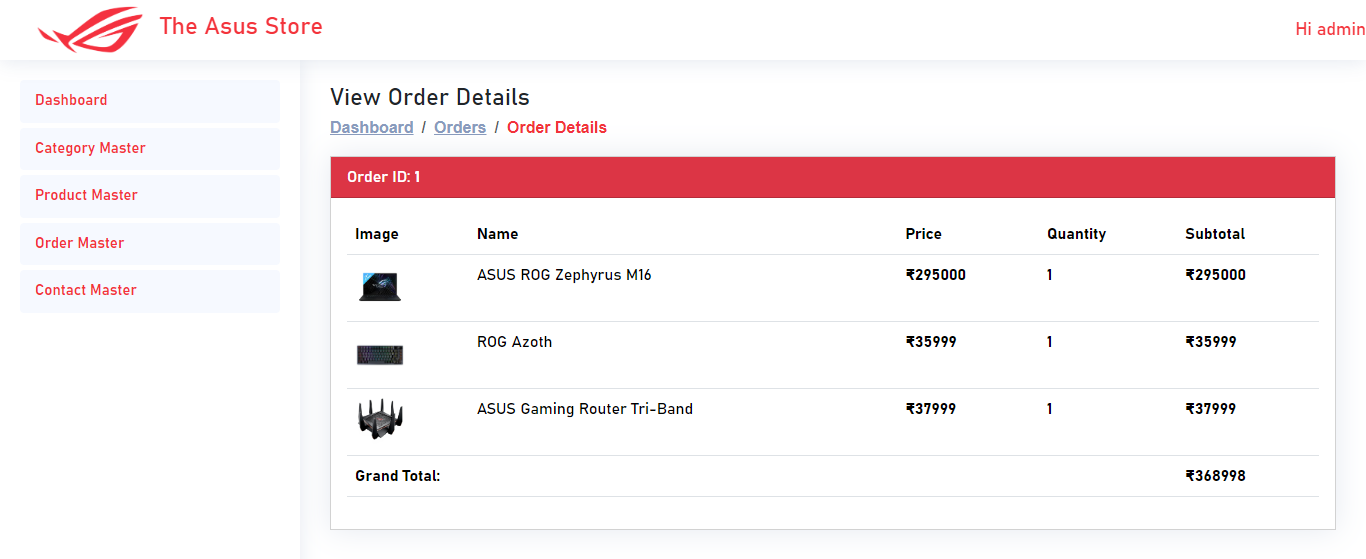 The Asus Store
Hi admin
Dashboard
Category Master
Product Master
Order Master
Contact Master
View Order Details
Dashboard / Orders / Order Details
Order ID: 1
Image Name Price Quantity Subtotal
ASUS ROG Zephyrus M16 ₹295000 1 ₹295000
ROG Azoth ₹35999 1 ₹35999
ASUS Gaming Router Tri-Band ₹37999 1 ₹37999
Grand Total: ₹368998